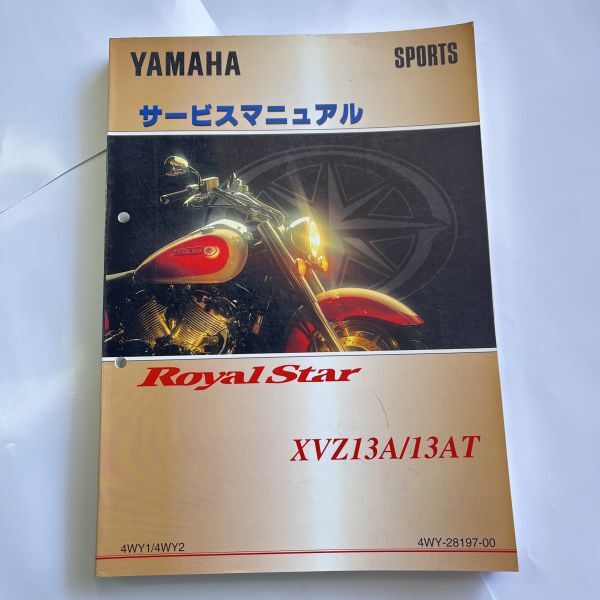 YAMAHA
SPORTS
サービスマニュアル
Royal Star
XVZ13A/13AT
4WY1/4WY2
4WY-28197-00